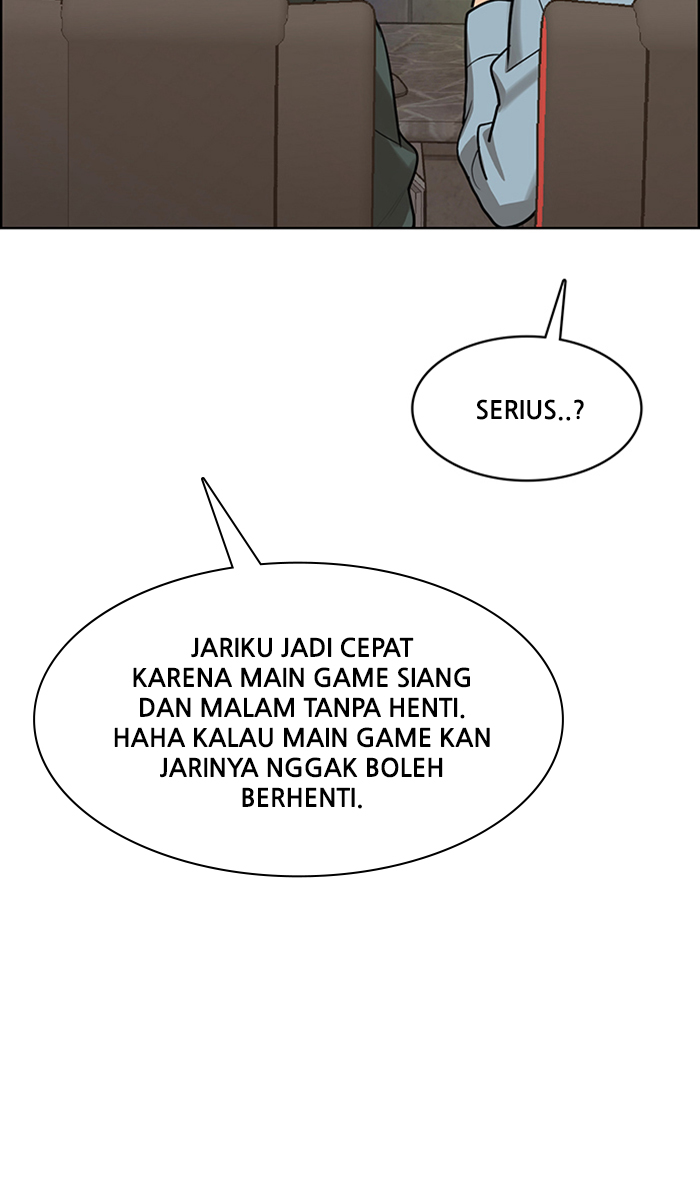 SERIUS..?
JARIKU JADI CEPAT
KARENA MAIN GAME SIANG
DAN MALAM TANPA HENTI.
HAHA KALAU MAIN GAME KAN
JARINYA NGGAK BOLEH
BERHENTI.